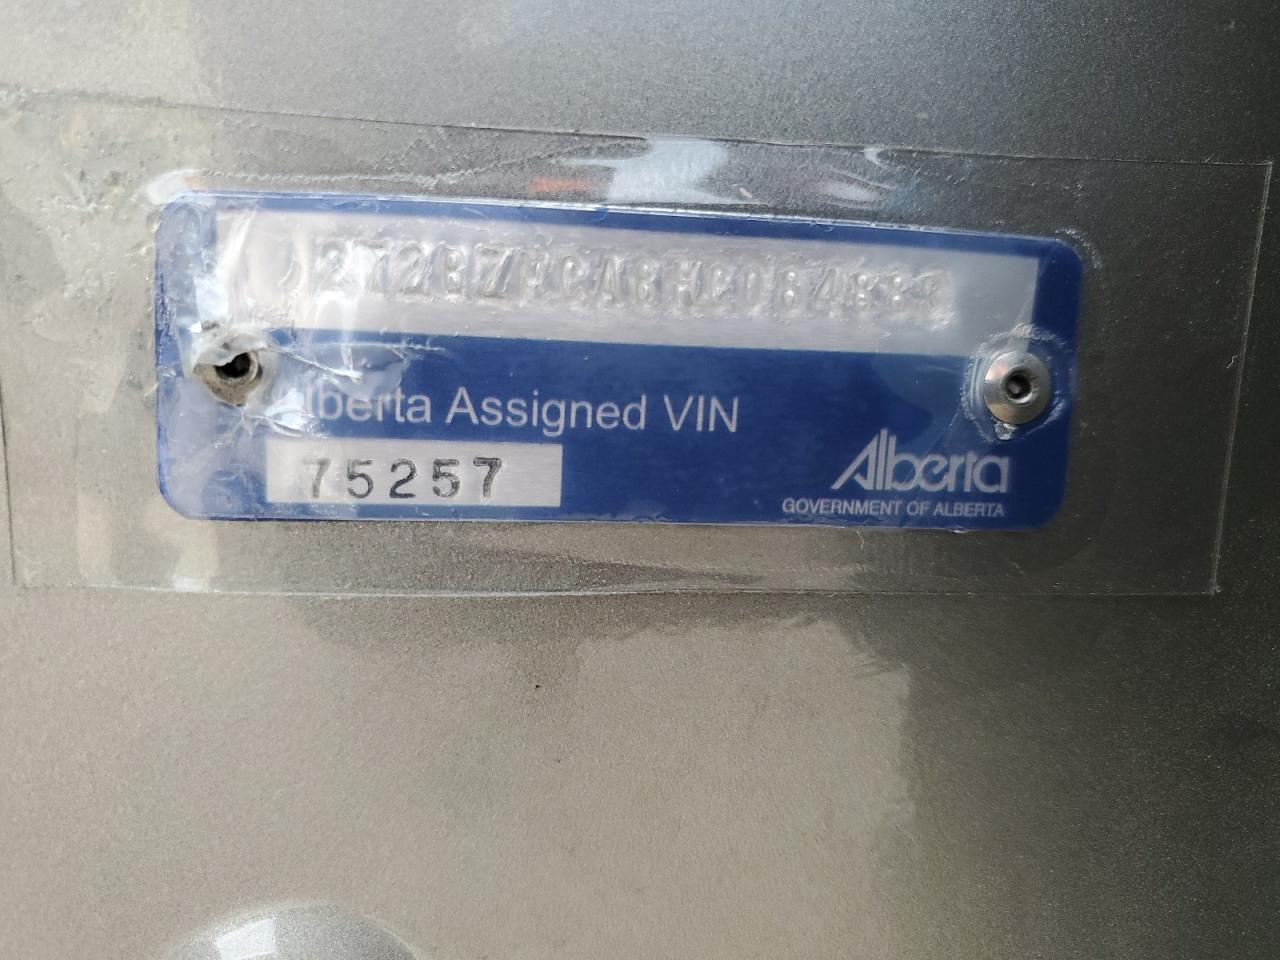 Alberta Assigned VIN
75257
Alberta
GOVERNMENT OF ALBERTA